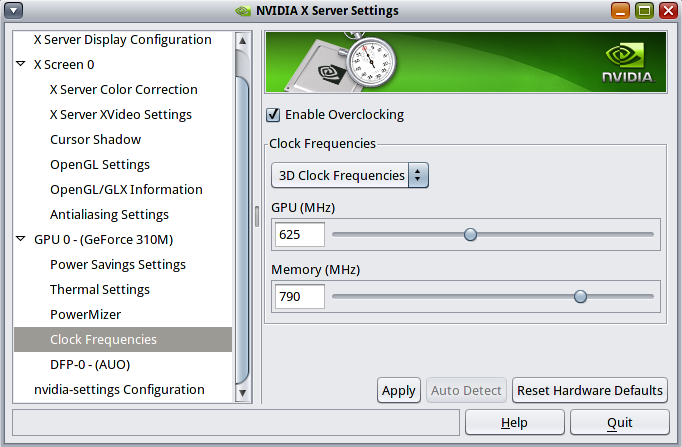 NVIDIA X Server Settings
X Server Display Configuration
X Screen 0
X Server Color Correction
X Server XVideo Settings
Cursor Shadow
OpenGL Settings
OpenGL/GLX Information
Antialiasing Settings
GPU 0 - (GeForce 310M)
Power Savings Settings
Thermal Settings
PowerMizer
Clock Frequencies
DFP-0 - (AUO)
nvidia-settings Configuration
NVIDIA.
Enable Overclocking
Clock Frequencies
3D Clock Frequencies
GPU (MHz)
625
Memory (MHz)
790
Apply
Auto Detect
Reset Hardware Defaults
Help
Quit